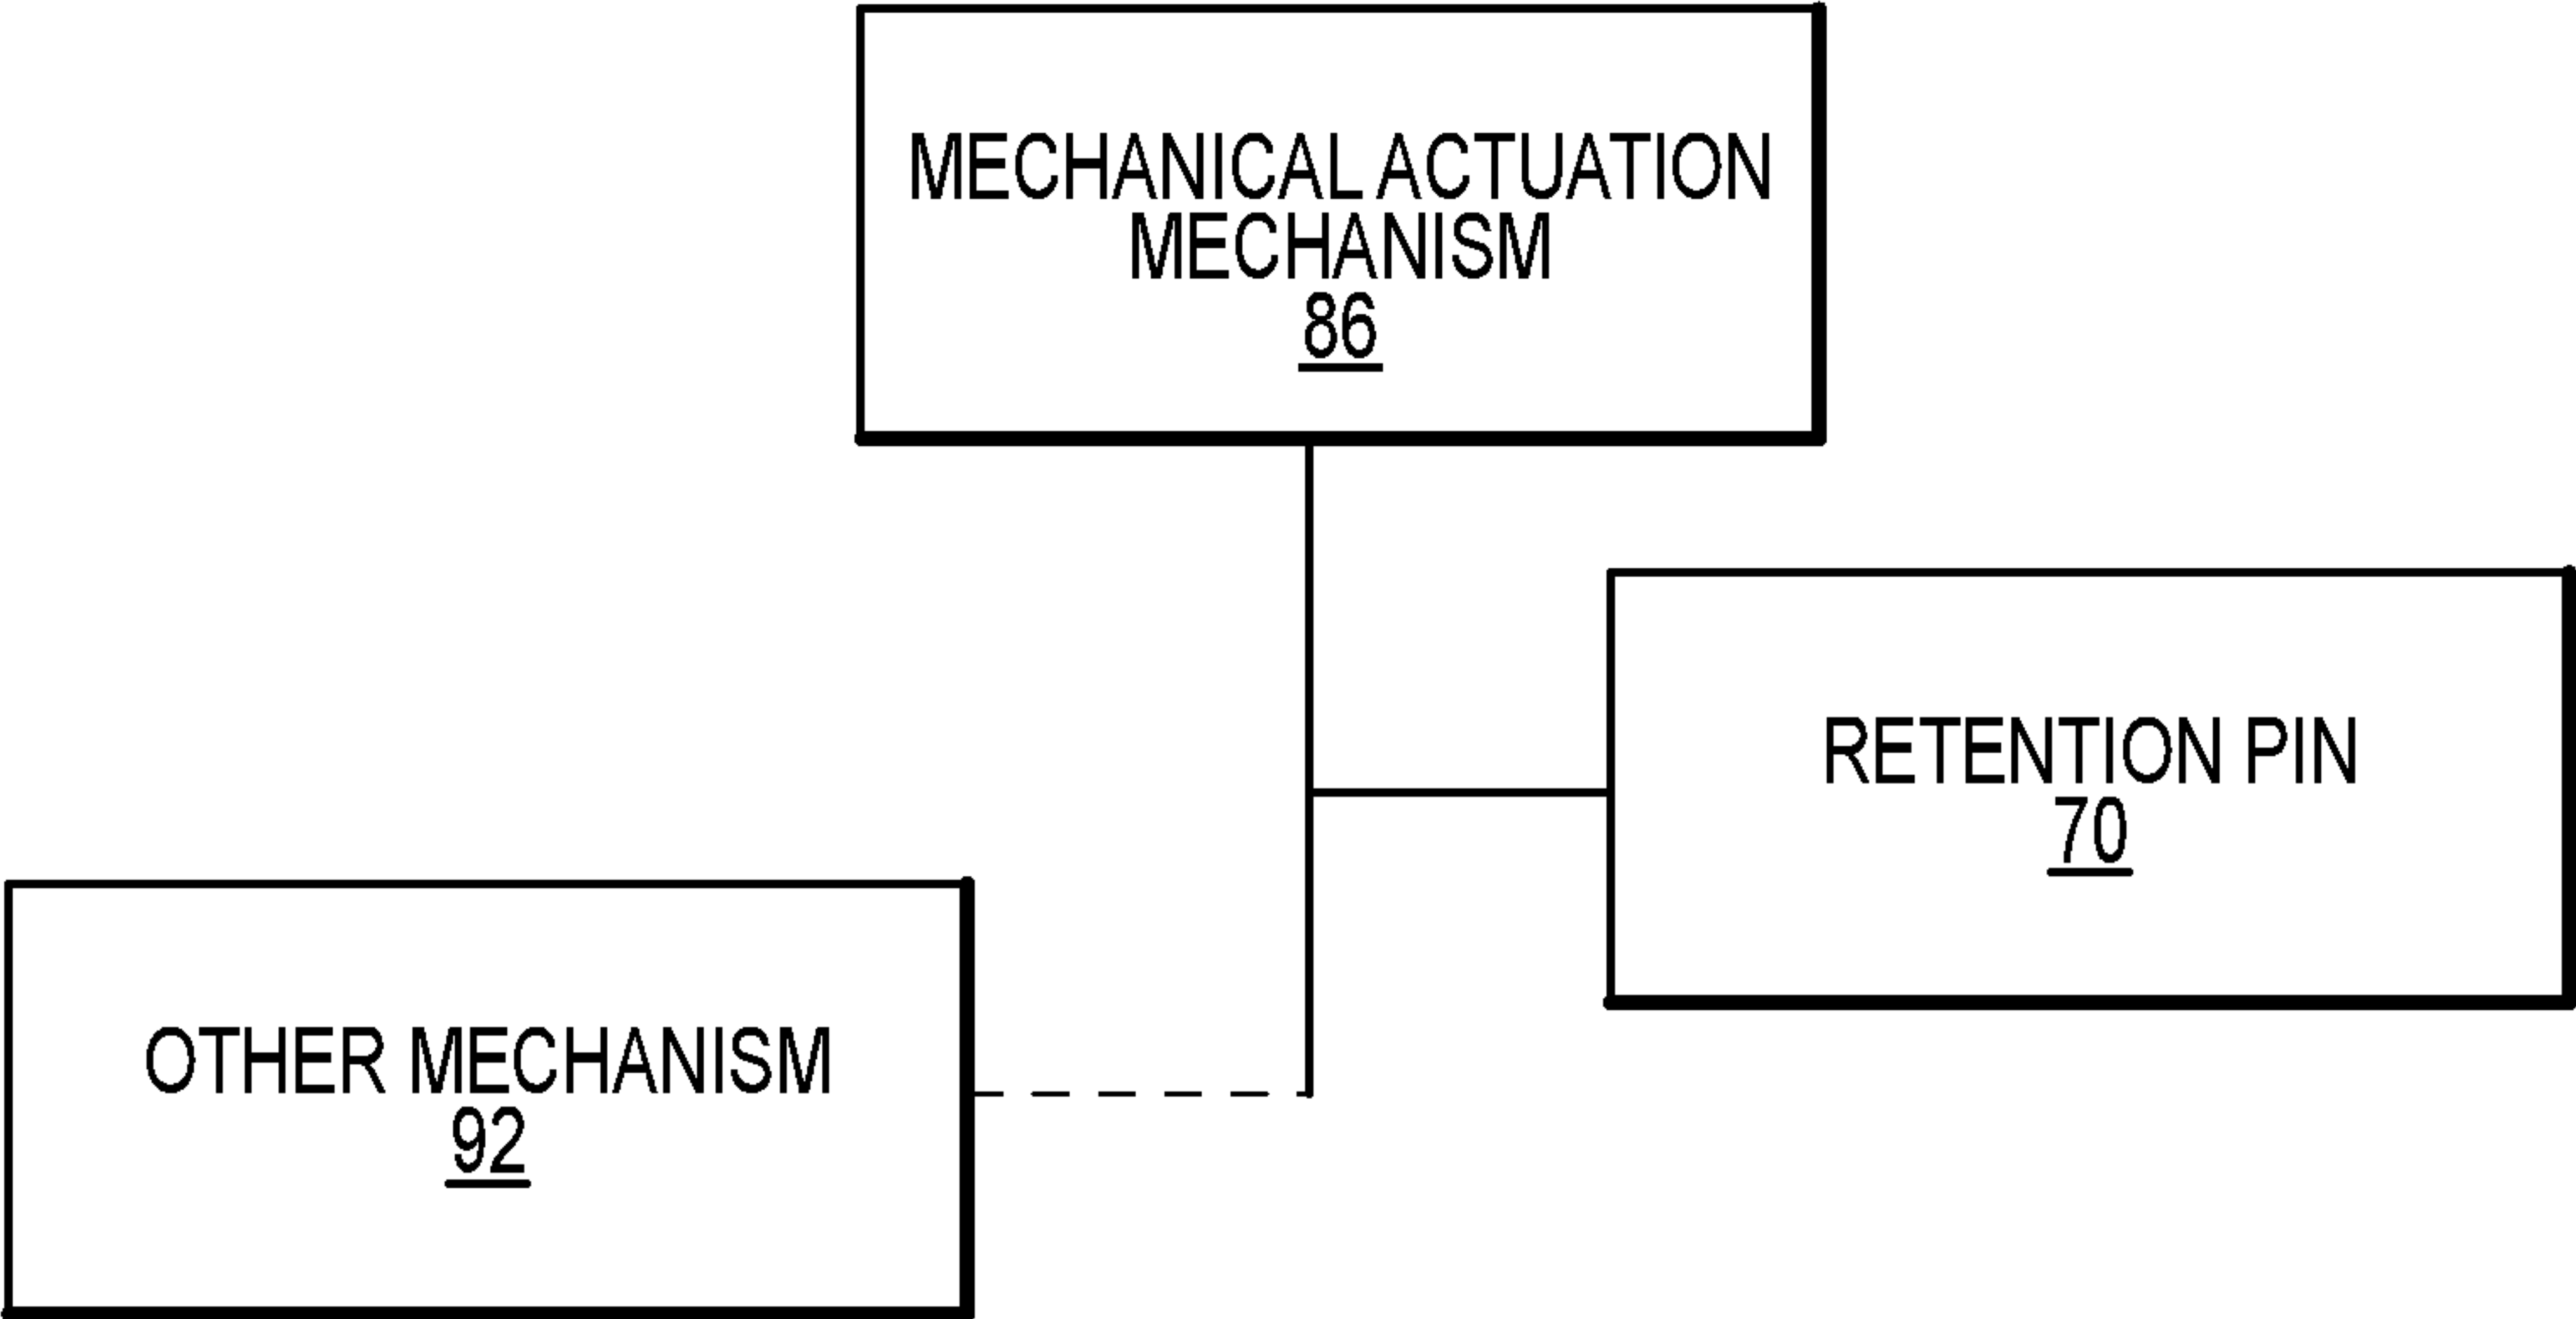 MECHANICAL ACTUATION
MECHANISM
86
RETENTION PIN
70
OTHER MECHANISM
92